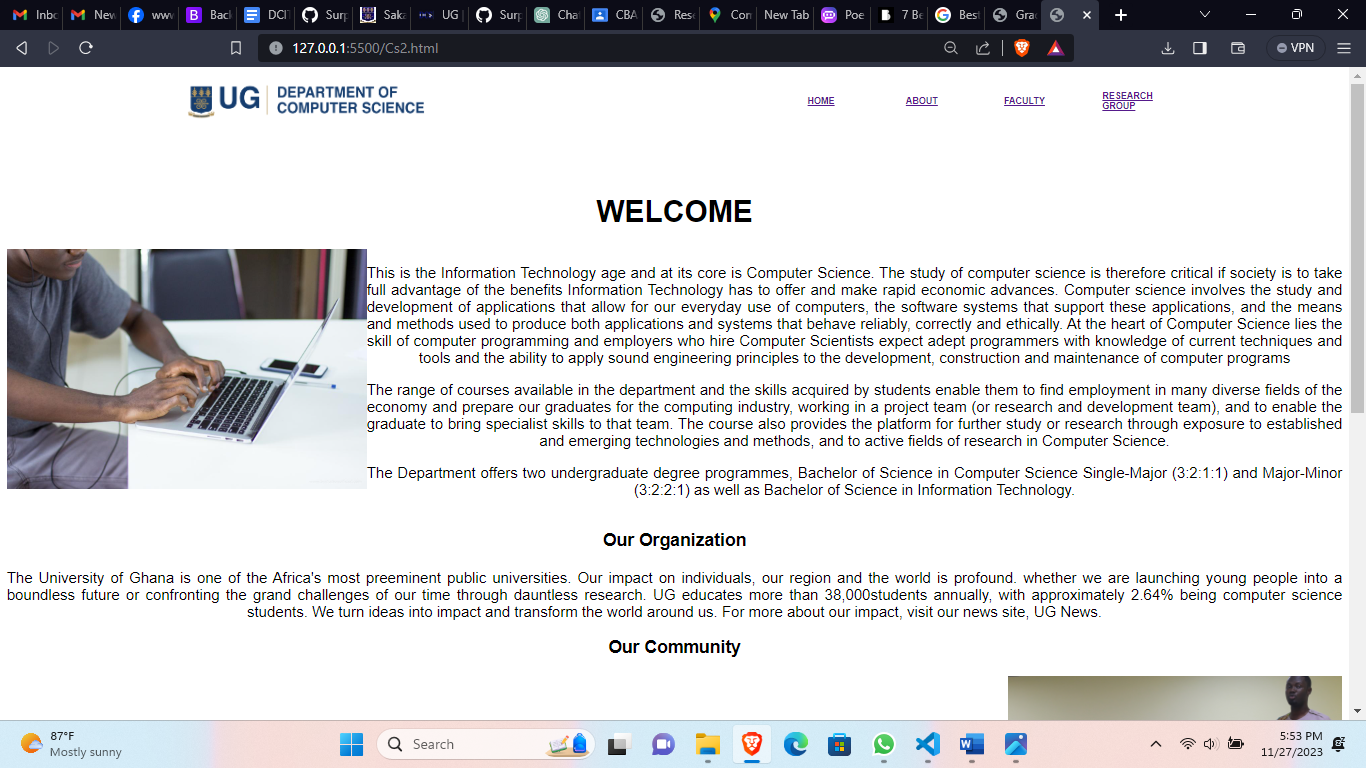 Inbc
New
www
Back
DCIT
Surp
Saka
UG |
Surp
Chat
CBA
Rese
Con
New Tab
Poe
7 Be
Best
Grac
127.0.0.1:5500/Cs2.html
VPN
UG DEPARTMENT OF
COMPUTER SCIENCE
HOME
ABOUT
FACULTY
RESEARCH
GROUP
WELCOME
This is the Information Technology age and at its core is Computer Science. The study of computer science is therefore critical if society is to take
full advantage of the benefits Information Technology has to offer and make rapid economic advances. Computer science involves the study and
development of applications that allow for our everyday use of computers, the software systems that support these applications, and the means
and methods used to produce both applications and systems that behave reliably, correctly and ethically. At the heart of Computer Science lies the
skill of computer programming and employers who hire Computer Scientists expect adept programmers with knowledge of current techniques and
tools and the ability to apply sound engineering principles to the development, construction and maintenance of computer programs
The range of courses available in the department and the skills acquired by students enable them to find employment in many diverse fields of the
economy and prepare our graduates for the computing industry, working in a project team (or research and development team), and to enable the
graduate to bring specialist skills to that team. The course also provides the platform for further study or research through exposure to established
and emerging technologies and methods, and to active fields of research in Computer Science.
The Department offers two undergraduate degree programmes, Bachelor of Science in Computer Science Single-Major (3:2:1:1) and Major-Minor
(3:2:2:1) as well as Bachelor of Science in Information Technology.
Our Organization
The University of Ghana is one of the Africa's most preeminent public universities. Our impact on individuals, our region and the world is profound. whether we are launching young people into a
boundless future or confronting the grand challenges of our time through dauntless research. UG educates more than 38,000students annually, with approximately 2.64% being computer science
students. We turn ideas into impact and transform the world around us. For more about our impact, visit our news site, UG News.
Our Community
87°F
Mostly sunny
Search
5:53 PM
11/27/2023